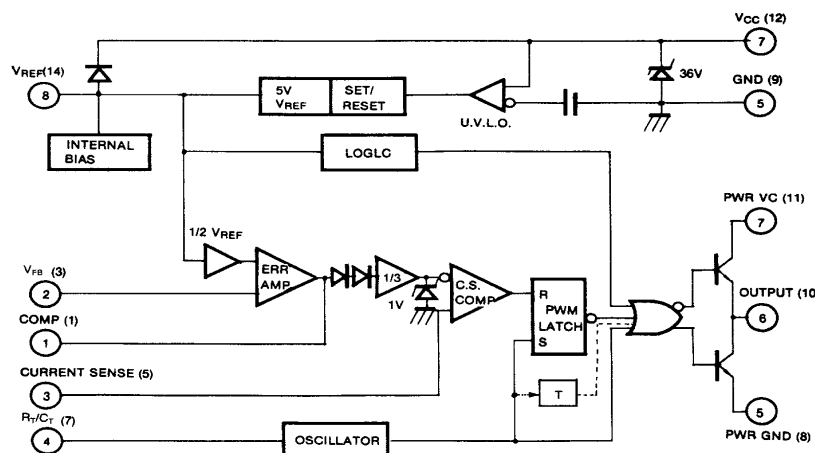 VCC (12)
7
VREF(14)
8
5V
VREF
SET/
RESET
36V
GND (9)
5
U.V.L.O.
INTERNAL
BIAS
LOGLC
PWR VC (11)
7
1/2 VREF
VFB (3)
2
ERR
AMP
1/3
1V
C.S.
COMP
R
PWM
LATCH
S
OUTPUT (10
6
COMP (1)
1
CURRENT SENSE (5)
3
T
5
PWR GND (8)
RT/CT (7)
4
OSCILLATOR